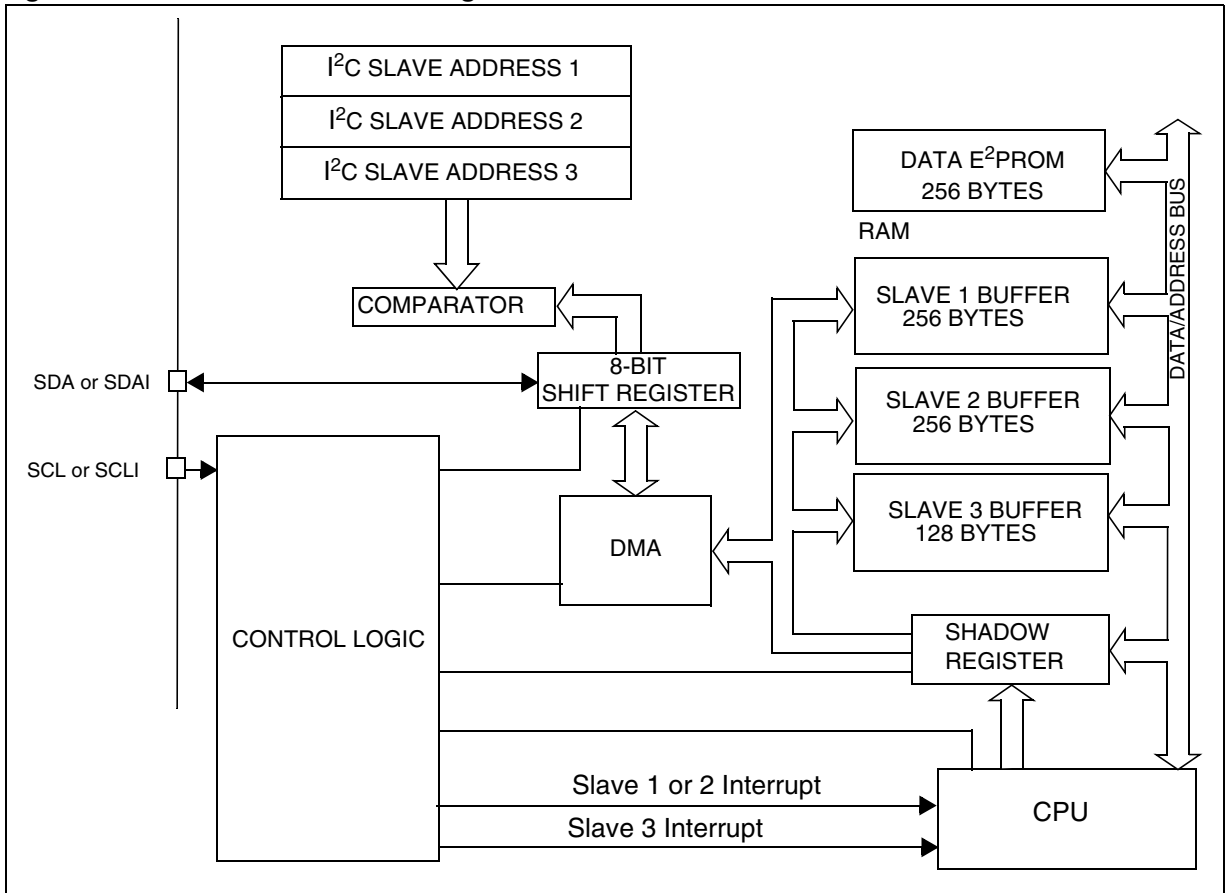 I²C SLAVE ADDRESS 1
I²C SLAVE ADDRESS 2
I²C SLAVE ADDRESS 3
COMPARATOR
8-BIT
SHIFT REGISTER
SDA or SDAI
SCL or SCLI
CONTROL LOGIC
DMA
DATA E²PROM
256 BYTES
RAM
SLAVE 1 BUFFER
256 BYTES
SLAVE 2 BUFFER
256 BYTES
SLAVE 3 BUFFER
128 BYTES
SHADOW
REGISTER
DATA/ADDRESS BUS
Slave 1 or 2 Interrupt
Slave 3 Interrupt
CPU